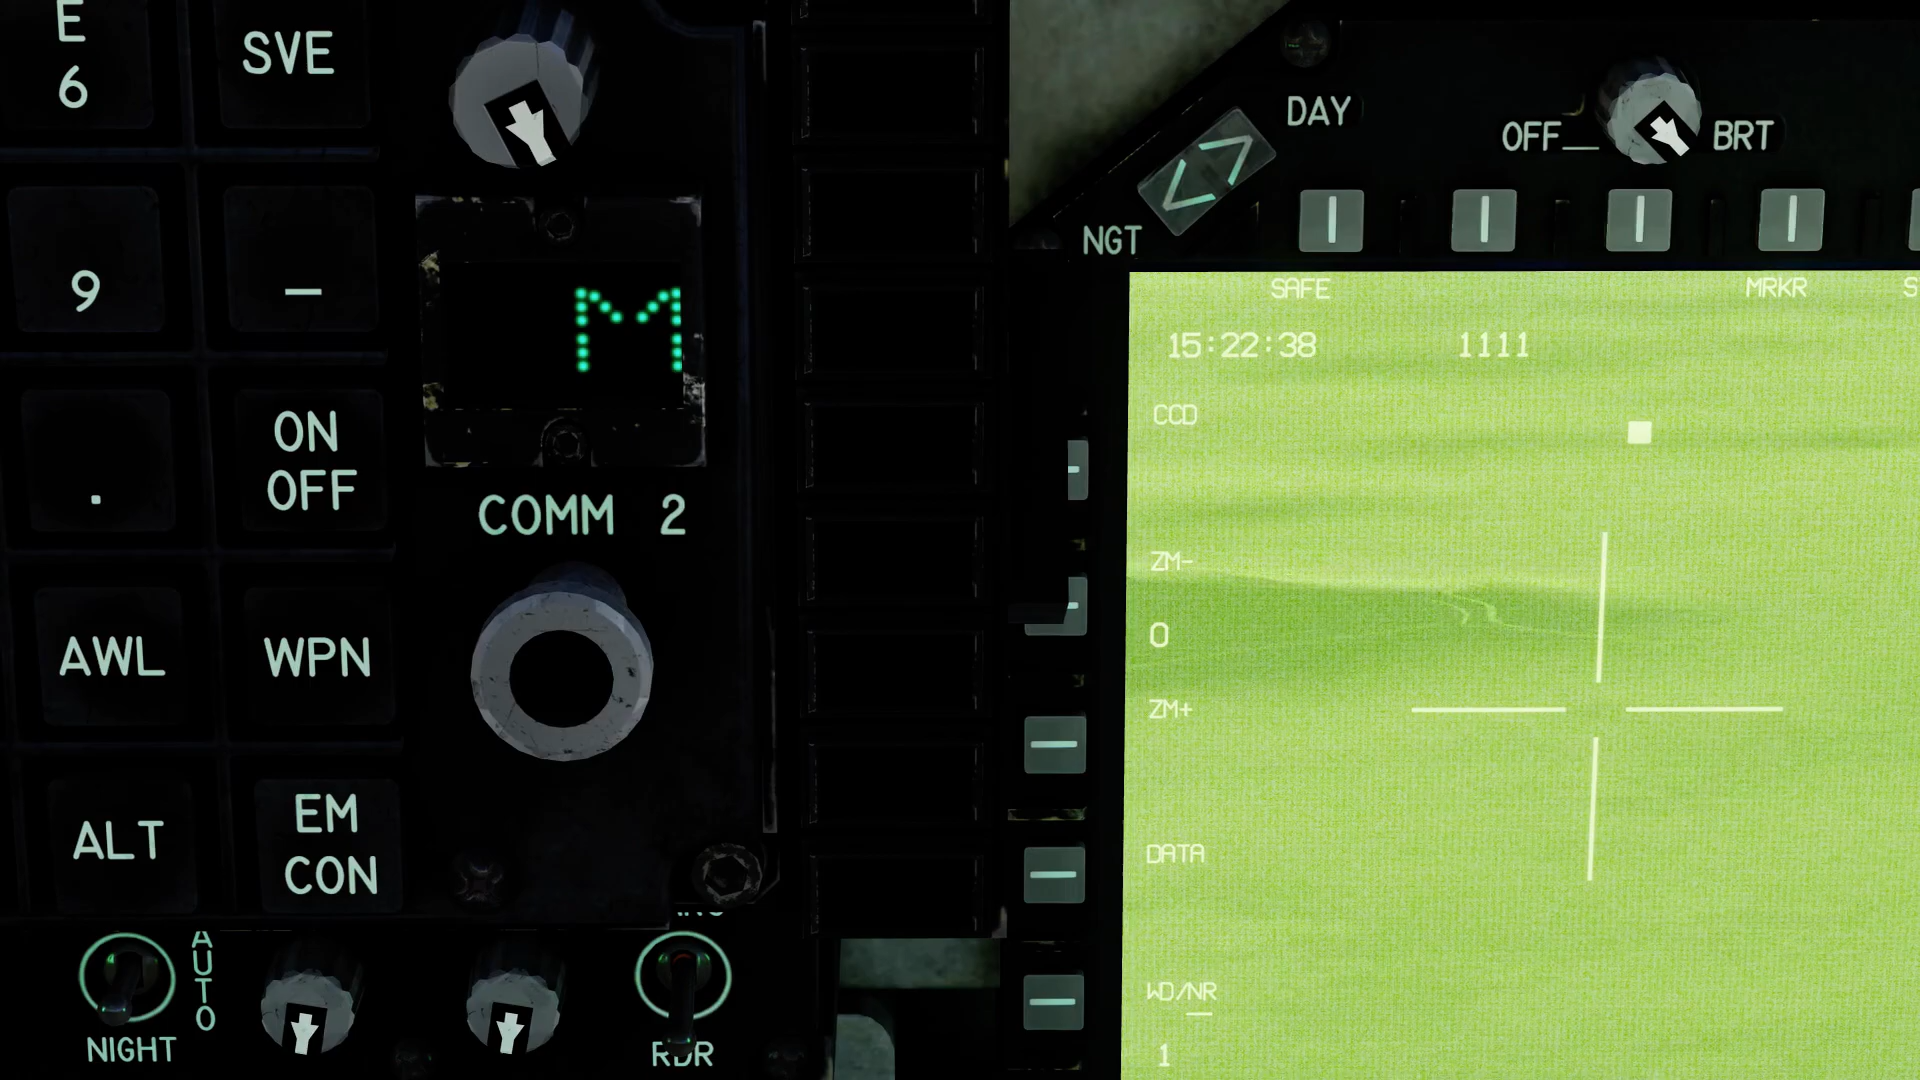 E
6
SVE
9
–
.
ON
OFF
AWL
WPN
ALT
EM
CON
AUTO
NIGHT
RDR
M
COMM 2
DAY
NGT
OFF
BRT
SAFE
MRKR
15:22:38
1111
CCD
ZM-
0
ZM+
DATA
WD/NR
1